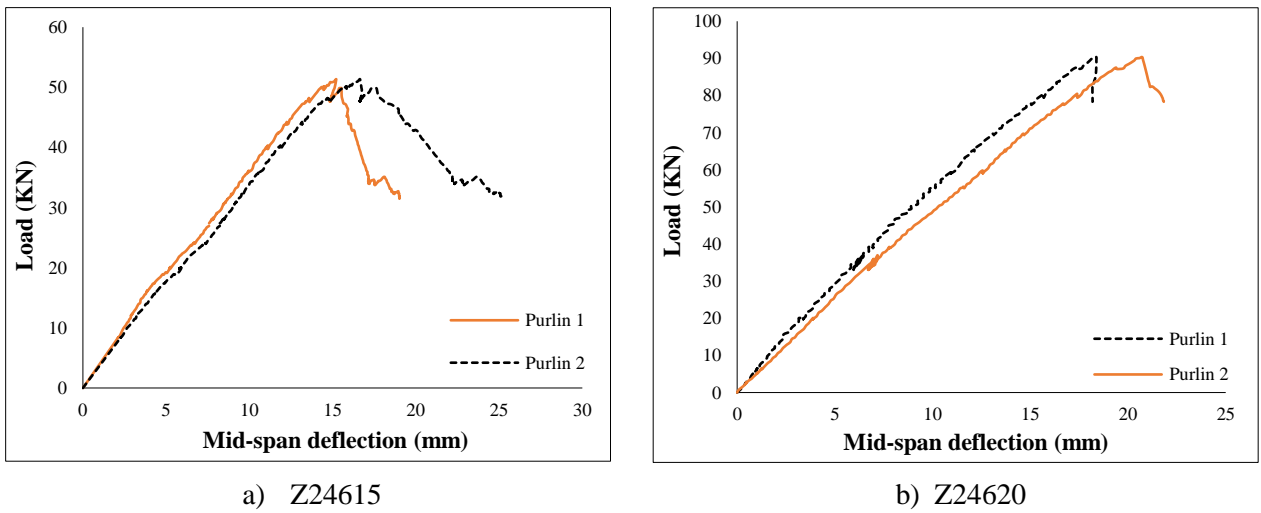 60
50
40
30
20
10
0
Load (KN)
0 5 10 15 20 25 30
Mid-span deflection (mm)
Purlin 1
Purlin 2
a) Z24615
100
90
80
70
60
50
40
30
20
10
0
Load (KN)
0 5 10 15 20 25
Mid-span deflection (mm)
Purlin 1
Purlin 2
b) Z24620